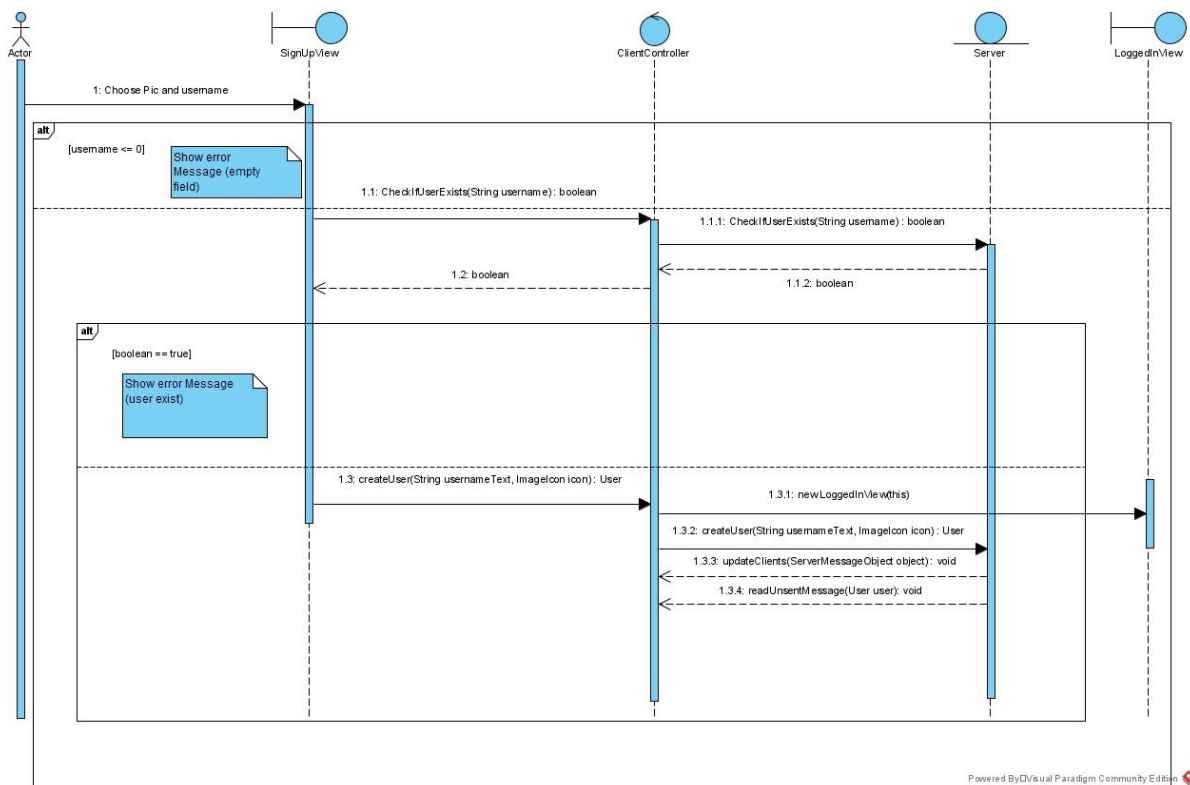 Actor
SignUpView
ClientController
Server
LoggedInView
1: Choose Pic and username
alt
[username <= 0]
Show error
Message (empty
field)
1.1: CheckIfUserExists(String username) : boolean
1.1.1: CheckIfUserExists(String username) : boolean
1.2: boolean
1.1.2: boolean
alt
[boolean == true]
Show error Message
(user exist)
1.3: createUser(String usernameText, ImageIcon icon) : User
1.3.1: newLoggedInView(this)
1.3.2: createUser(String usernameText, ImageIcon icon) : User
1.3.3: updateClients(ServerMessageObject object) : void
1.3.4: readUnsentMessage(User user): void
Powered By Visual Paradigm Community Edition